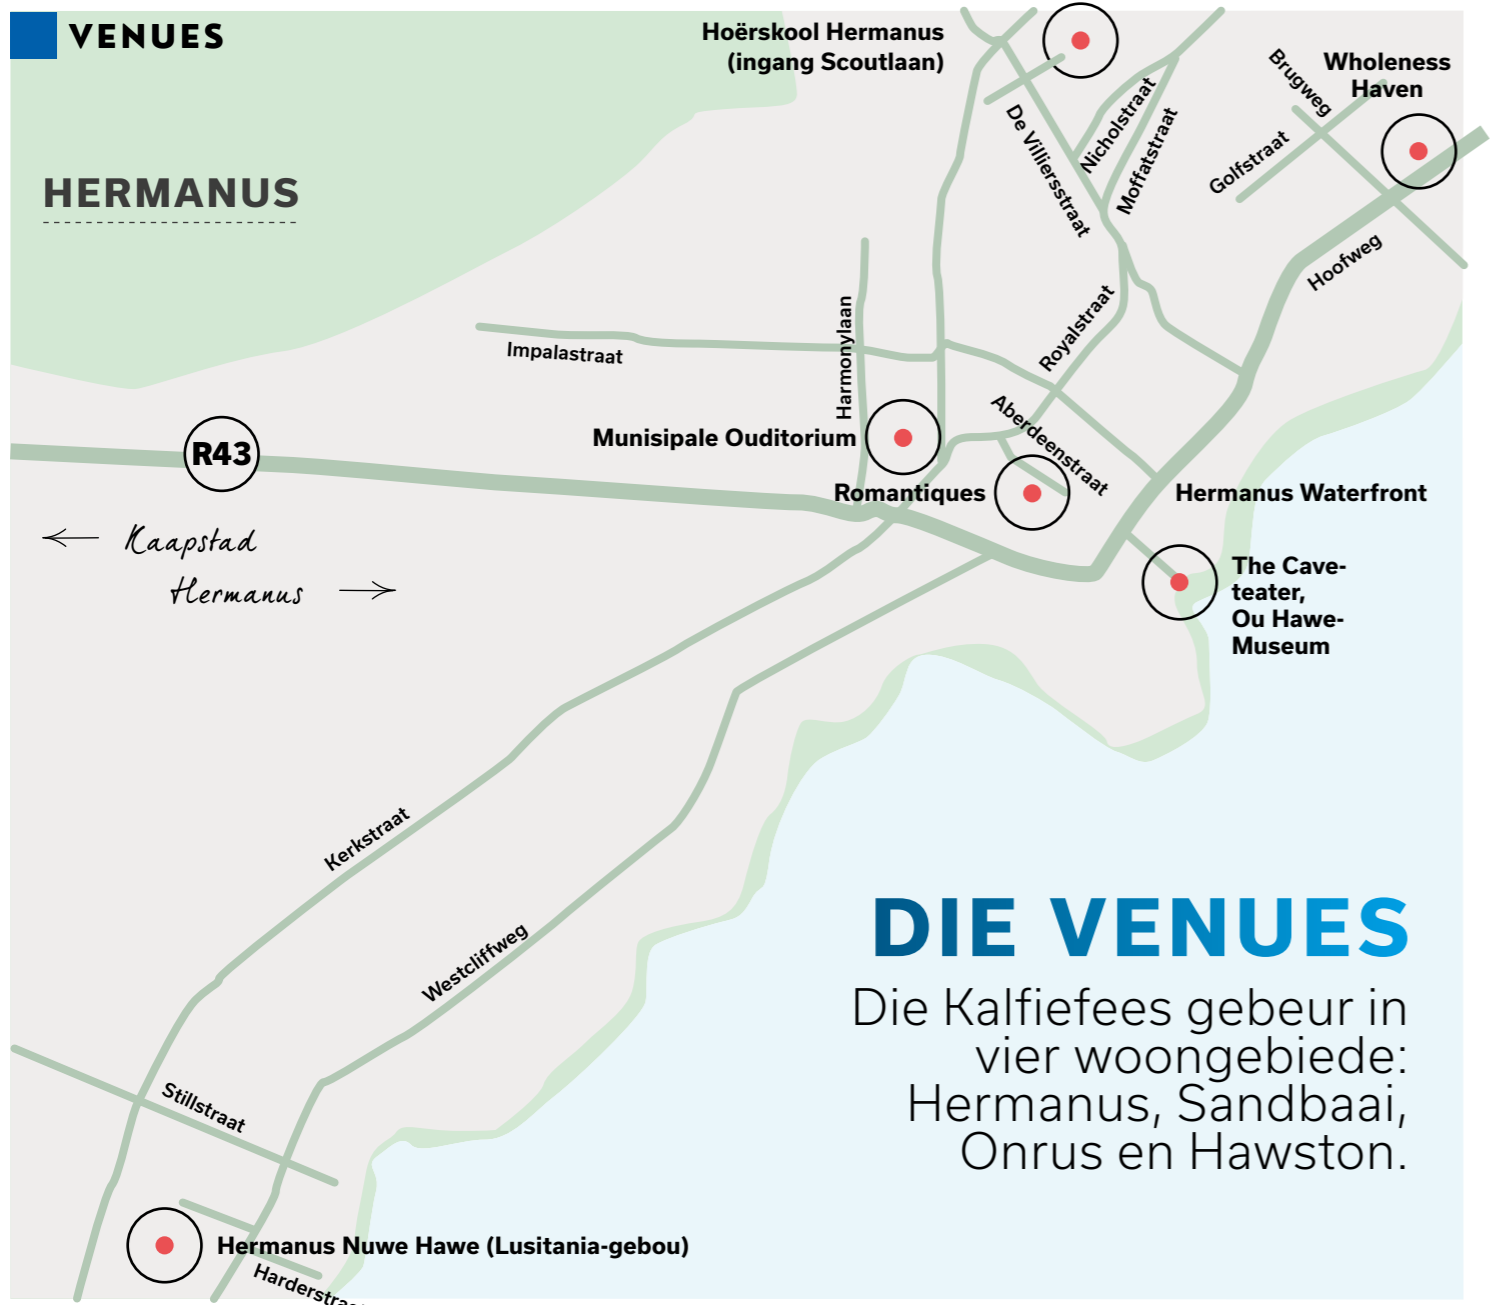 VENUES
HERMANUS
Hoërskool Hermanus
(ingang Scoutlaan)
Wholeness
Haven
Brugweg
Golfstraat
Hoofweg
De Villiersstraat
Nicholstraat
Moffatstraat
Royalstraat
Harmonylaan
Impalastraat
Aberdeenstraat
Munisipale Ouditorium
Romantiques
Hermanus Waterfront
R43
Kaapstad
Hermanus
The Cave-
teater,
Ou Hawe-
Museum
Kerkstraat
Westcliffweg
DIE VENUES
Die Kalfiefees gebeur in
vier woongebiede:
Hermanus, Sandbaai,
Onrus en Hawston.
Stillstraat
Hermanus Nuwe Hawe (Lusitania-gebou)